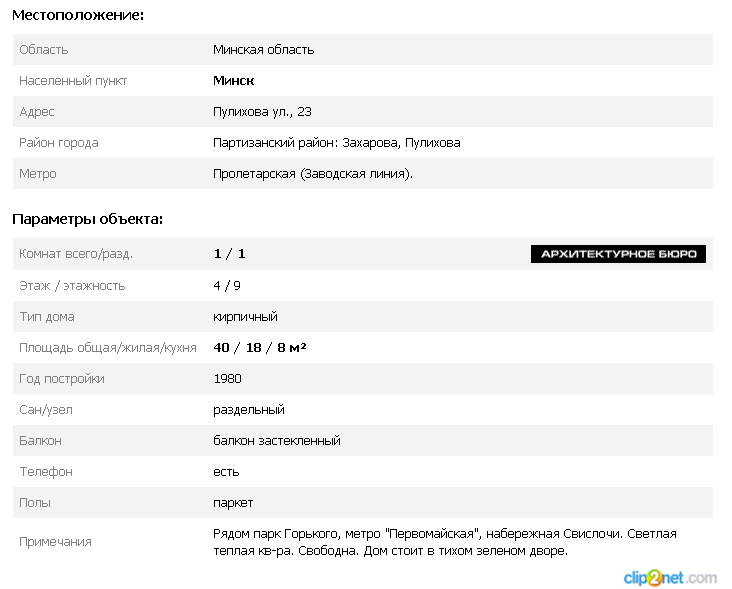 Местоположение:
Область Минская область
Населенный пункт Минск
Адрес Пулихова ул., 23
Район города Партизанский район: Захарова, Пулихова
Метро Пролетарская (Заводская линия).
Параметры объекта:
Комнат всего/разд. 1 / 1 АРХИТЕКТУРНОЕ БЮРО
Этаж / этажность 4 / 9
Тип дома кирпичный
Площадь общая/жилая/кухня 40 / 18 / 8 м²
Год постройки 1980
Сан/узел раздельный
Балкон балкон застекленный
Телефон есть
Полы паркет
Примечания Рядом парк Горького, метро "Первомайская", набережная Свислочи. Светлая
теплая кв-ра. Свободна. Дом стоит в тихом зеленом дворе.
clip2net.com